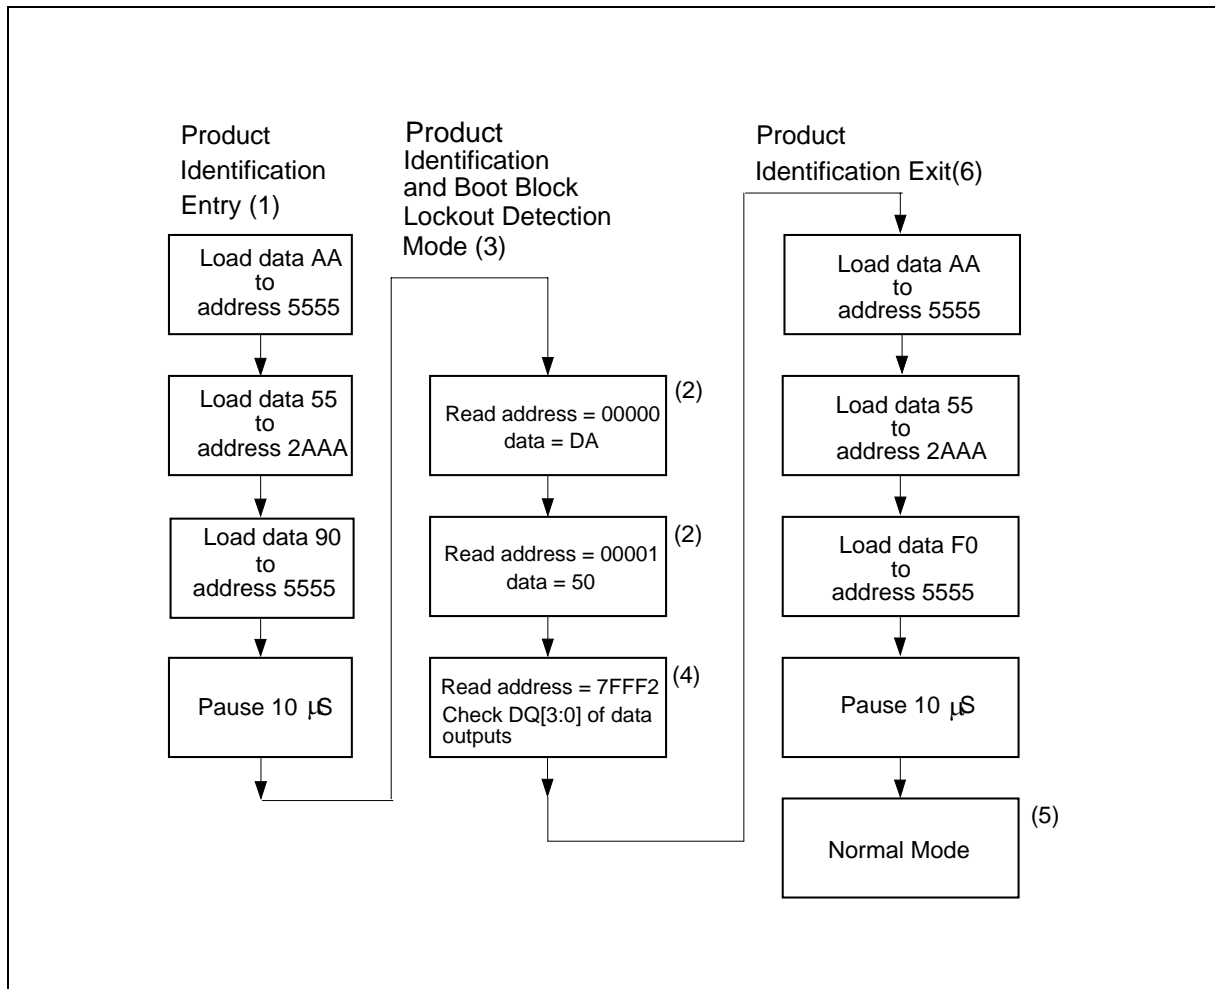 Product
Identification
Entry (1)
Load data AA
to
address 5555
Load data 55
to
address 2AAA
Load data 90
to
address 5555
Pause 10 µS
Product
Identification
and Boot Block
Lockout Detection
Mode (3)
(2)
Read address = 00000
data = DA
(2)
Read address = 00001
data = 50
(4)
Read address = 7FFF2
Check DQ[3:0] of data
outputs
Product
Identification Exit(6)
Load data AA
to
address 5555
Load data 55
to
address 2AAA
Load data F0
to
address 5555
Pause 10 µS
(5)
Normal Mode